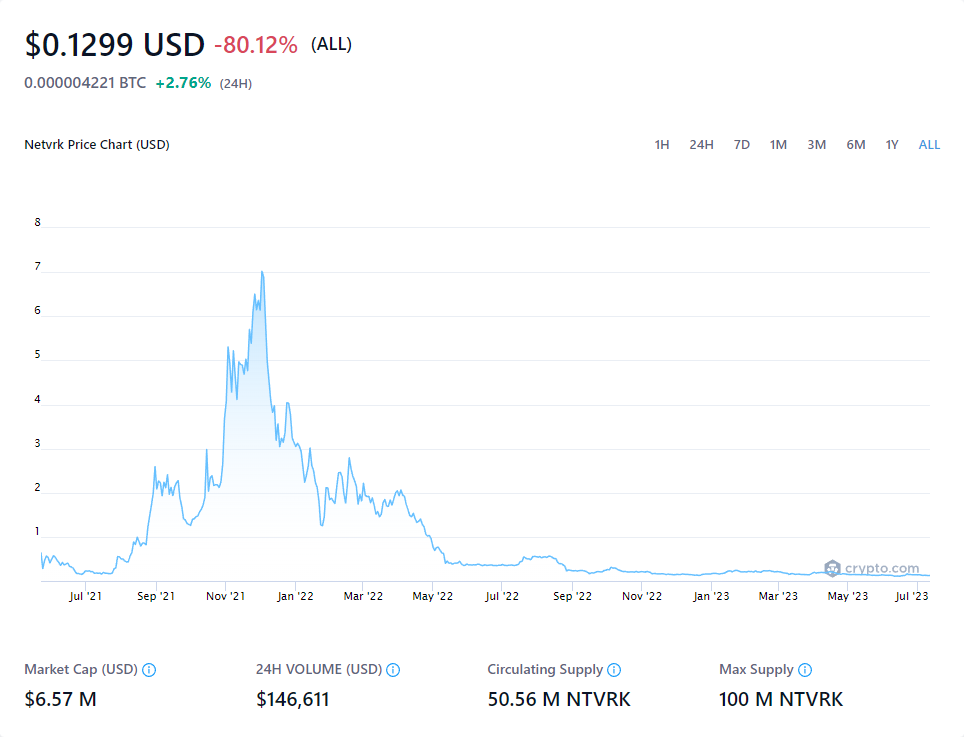 $0.1299 USD -80.12% (ALL)
0.000004221 BTC +2.76% (24H)
Netvrk Price Chart (USD) 1H 24H 7D 1M 3M 6M 1Y ALL
8
7
6
5
4
3
2
1
crypto.com
Jul '21 Sep '21 Nov '21 Jan '22 Mar '22 May '22 Jul '22 Sep '22 Nov '22 Jan '23 Mar '23 May '23 Jul '23
Market Cap (USD) 24H VOLUME (USD) Circulating Supply Max Supply
$6.57 M $146,611 50.56 M NTVRK 100 M NTVRK